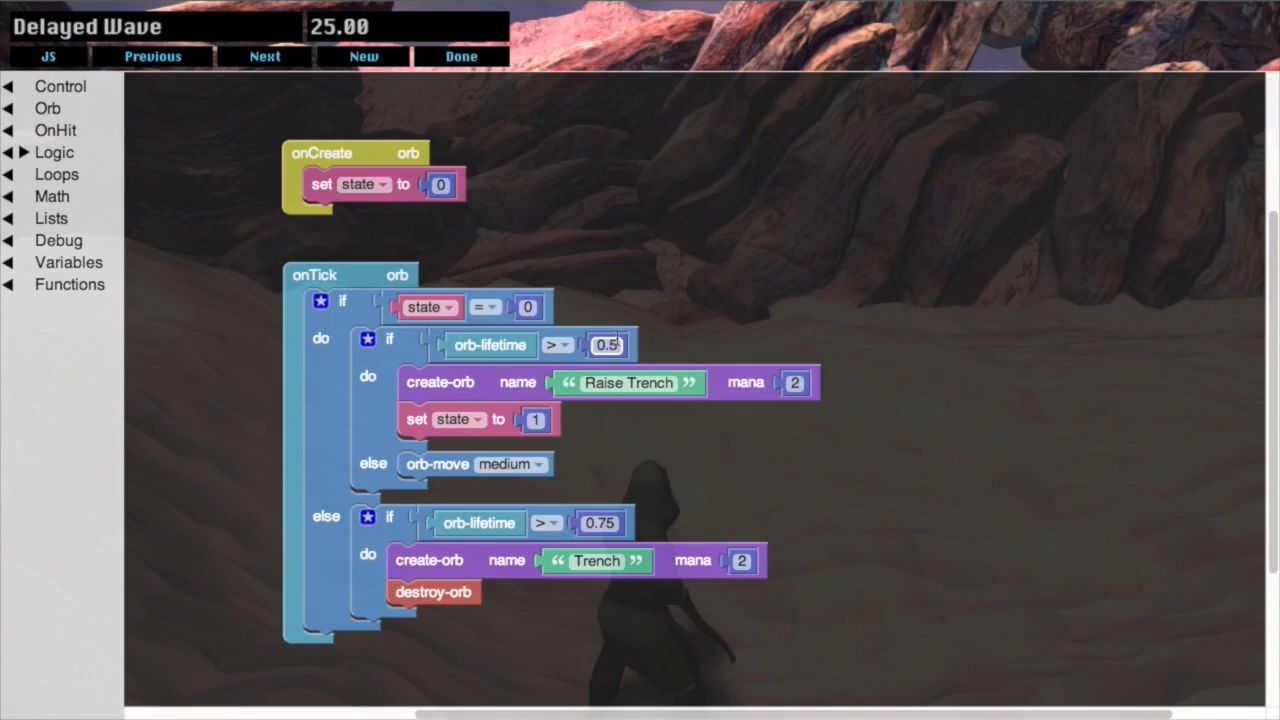 Delayed Wave 25.00
JS Previous Next New Done
Control
Orb
OnHit
Logic
Loops
Math
Lists
Debug
Variables
Functions
onCreate orb
set state to 0
onTick orb
if state = 0
do if orb-lifetime > 0.5
do create-orb name “ Raise Trench ” mana 2
set state to 1
else orb-move medium
else if orb-lifetime > 0.75
do create-orb name “ Trench ” mana 2
destroy-orb